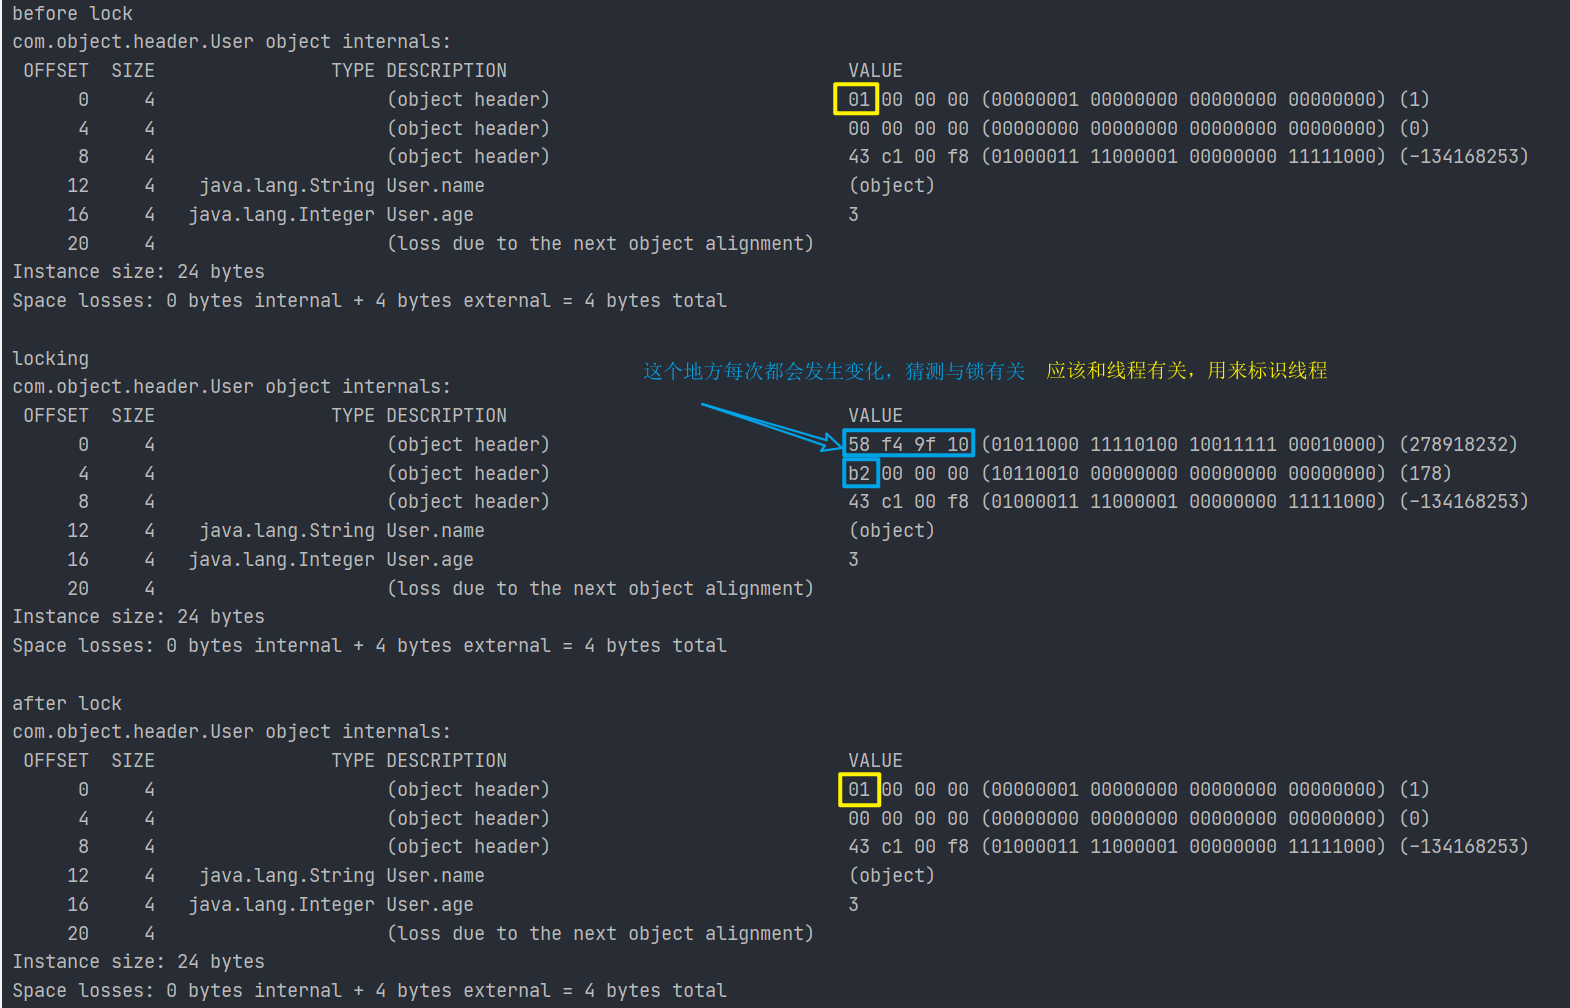 before lock
com.object.header.User object internals:
OFFSET  SIZE                TYPE DESCRIPTION                               VALUE
0     4                     (object header)                           01 00 00 00 (00000001 00000000 00000000 00000000) (1)
4     4                     (object header)                           00 00 00 00 (00000000 00000000 00000000 00000000) (0)
8     4                     (object header)                           43 c1 00 f8 (01000011 11000001 00000000 11111000) (-134168253)
12     4    java.lang.String User.name                                 (object)
16     4   java.lang.Integer User.age                                  3
20     4                     (loss due to the next object alignment)
Instance size: 24 bytes
Space losses: 0 bytes internal + 4 bytes external = 4 bytes total
locking
这个地方每次都会发生变化，猜测与锁有关 应该和线程有关，用来标识线程
com.object.header.User object internals:
OFFSET  SIZE                TYPE DESCRIPTION                               VALUE
0     4                     (object header)                           58 f4 9f 10 (01011000 11110100 10011111 00010000) (278918232)
4     4                     (object header)                           b2 00 00 00 (10110010 00000000 00000000 00000000) (178)
8     4                     (object header)                           43 c1 00 f8 (01000011 11000001 00000000 11111000) (-134168253)
12     4    java.lang.String User.name                                 (object)
16     4   java.lang.Integer User.age                                  3
20     4                     (loss due to the next object alignment)
Instance size: 24 bytes
Space losses: 0 bytes internal + 4 bytes external = 4 bytes total
after lock
com.object.header.User object internals:
OFFSET  SIZE                TYPE DESCRIPTION                               VALUE
0     4                     (object header)                           01 00 00 00 (00000001 00000000 00000000 00000000) (1)
4     4                     (object header)                           00 00 00 00 (00000000 00000000 00000000 00000000) (0)
8     4                     (object header)                           43 c1 00 f8 (01000011 11000001 00000000 11111000) (-134168253)
12     4    java.lang.String User.name                                 (object)
16     4   java.lang.Integer User.age                                  3
20     4                     (loss due to the next object alignment)
Instance size: 24 bytes
Space losses: 0 bytes internal + 4 bytes external = 4 bytes total